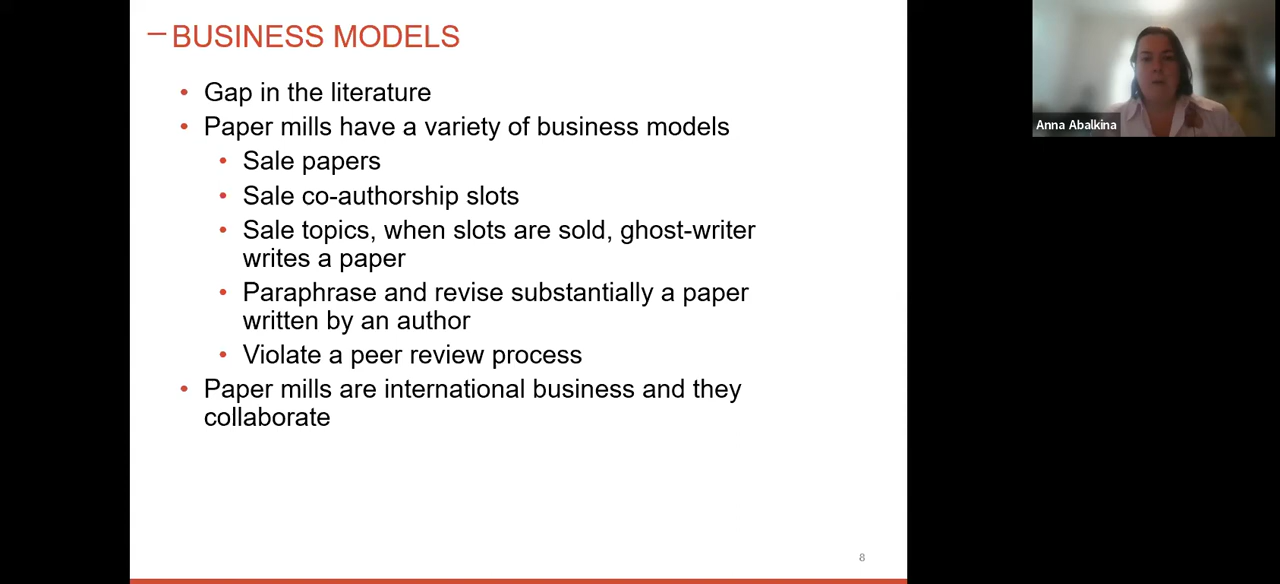 – BUSINESS MODELS
• Gap in the literature
• Paper mills have a variety of business models
• Sale papers
• Sale co-authorship slots
• Sale topics, when slots are sold, ghost-writer
writes a paper
• Paraphrase and revise substantially a paper
written by an author
• Violate a peer review process
• Paper mills are international business and they
collaborate
8
Anna Abalkina